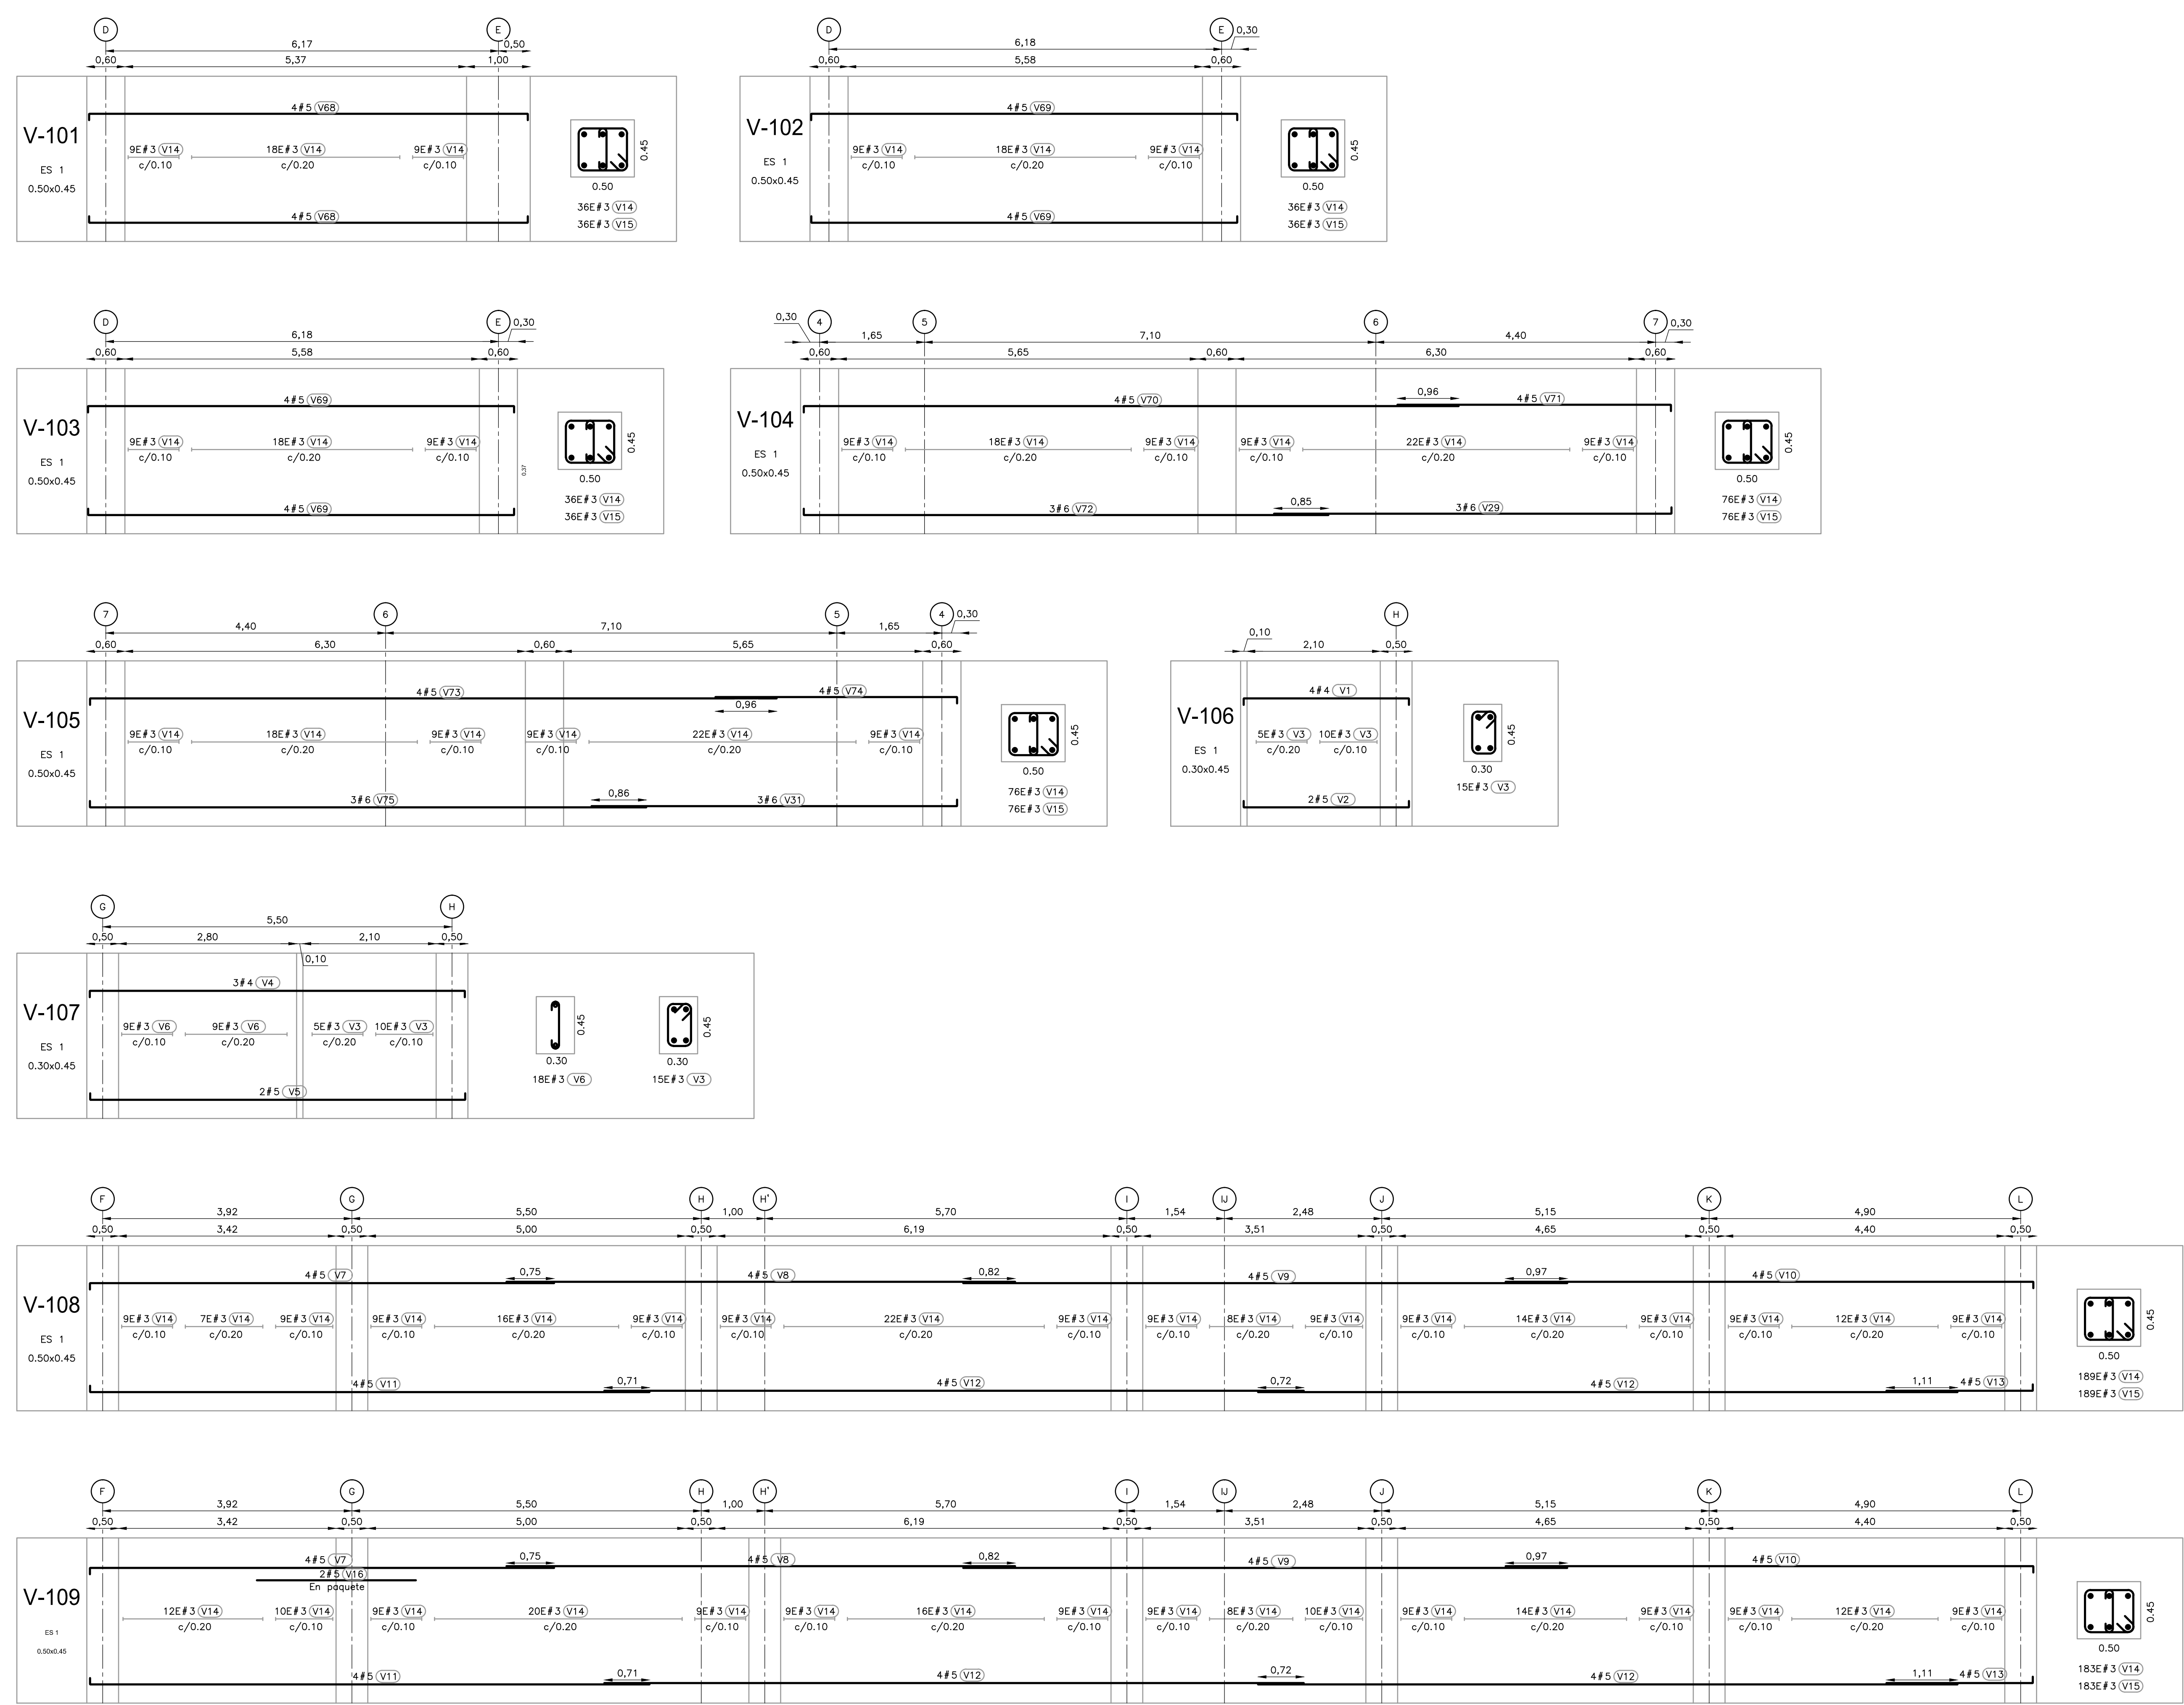 D E
6,17 0,50
0,60 5,37 1,00
4#5 V68
V-101
9E#3 V14 18E#3 V14 9E#3 V14
c/0.10 c/0.20 c/0.10
0.45
ES 1
0.50x0.45
0.50
36E#3 V14
4#5 V68
36E#3 V15
D E 0,30
6,18
0,60 5,58 0,60
4#5 V69
V-102
9E#3 V14 18E#3 V14 9E#3 V14
c/0.10 c/0.20 c/0.10
0.45
ES 1
0.50x0.45
0.50
36E#3 V14
4#5 V69
36E#3 V15
D E 0,30
6,18
0,60 5,58 0,60
4#5 V69
V-103
9E#3 V14 18E#3 V14 9E#3 V14
c/0.10 c/0.20 c/0.10
0.45
ES 1
0.37
0.50x0.45
0.50
36E#3 V14
4#5 V69
36E#3 V15
0,30 4 5 6 7 0,30
1,65 7,10 4,40
0,60 5,65 0,60 6,30 0,60
0,96
4#5 V70 4#5 V71
V-104
9E#3 V14 18E#3 V14 9E#3 V14 9E#3 V14 22E#3 V14 9E#3 V14
c/0.10 c/0.20 c/0.10 c/0.10 c/0.20 c/0.10
0.45
ES 1
0.50x0.45
0.50
0,85
76E#3 V14
3#6 V72 3#6 V29
76E#3 V15
7 6 5 4 0,30
4,40 7,10 1,65
0,60 6,30 0,60 5,65 0,60
4#5 V73 4#5 V74
0,96
V-105
9E#3 V14 18E#3 V14 9E#3 V14 9E#3 V14 22E#3 V14 9E#3 V14
c/0.10 c/0.20 c/0.10 c/0.10 c/0.20 c/0.10
0.45
ES 1
0.50x0.45
0.50
0,86
76E#3 V14
3#6 V75 3#6 V31
76E#3 V15
H
0,10 2,10 0,50
4#4 V1
V-106
5E#3 V3 10E#3 V3
c/0.20 c/0.10
0.45
ES 1
0.30x0.45
0.30
15E#3 V3
2#5 V2
G H
5,50
0,50 2,80 2,10 0,50
0,10
3#4 V4
V-107
9E#3 V6 9E#3 V6 5E#3 V3 10E#3 V3
c/0.10 c/0.20 c/0.20 c/0.10
0.45 0.45
ES 1
0.30x0.45
0.30 0.30
18E#3 V6 15E#3 V3
2#5 V5
F G H H' I IJ J K L
3,92 5,50 1,00 5,70 1,54 2,48 5,15 4,90
0,50 3,42 0,50 5,00 0,50 6,19 0,50 3,51 0,50 4,65 0,50 4,40 0,50
4#5 V7 0,75 4#5 V8 0,82 4#5 V9 0,97 4#5 V10
V-108
9E#3 V14 7E#3 V14 9E#3 V14 9E#3 V14 16E#3 V14 9E#3 V14 9E#3 V14 22E#3 V14 9E#3 V14 9E#3 V14 8E#3 V14 9E#3 V14 9E#3 V14 14E#3 V14 9E#3 V14 9E#3 V14 12E#3 V14 9E#3 V14
c/0.10 c/0.20 c/0.10 c/0.10 c/0.20 c/0.10 c/0.10 c/0.20 c/0.10 c/0.10 c/0.20 c/0.10 c/0.10 c/0.20 c/0.10 c/0.10 c/0.20 c/0.10
0.45
ES 1
0.50x0.45
0.50
189E#3 V14
4#5 V11 0,71 4#5 V12 0,72 4#5 V12 1,11 4#5 V13
189E#3 V15
F G H H' I IJ J K L
3,92 5,50 1,00 5,70 1,54 2,48 5,15 4,90
0,50 3,42 0,50 5,00 0,50 6,19 0,50 3,51 0,50 4,65 0,50 4,40 0,50
4#5 V7 0,75 4#5 V8 0,82 4#5 V9 0,97 4#5 V10
2#5 V16
En paquete
V-109
12E#3 V14 10E#3 V14 9E#3 V14 20E#3 V14 9E#3 V14 9E#3 V14 16E#3 V14 9E#3 V14 9E#3 V14 8E#3 V14 10E#3 V14 9E#3 V14 14E#3 V14 9E#3 V14 9E#3 V14 12E#3 V14 9E#3 V14
c/0.20 c/0.10 c/0.10 c/0.20 c/0.10 c/0.10 c/0.20 c/0.10 c/0.10 c/0.20 c/0.10 c/0.10 c/0.20 c/0.10 c/0.10 c/0.20 c/0.10
0.45
ES 1
0.50x0.45
0.50
183E#3 V14
4#5 V11 0,71 4#5 V12 0,72 4#5 V12 1,11 4#5 V13
183E#3 V15